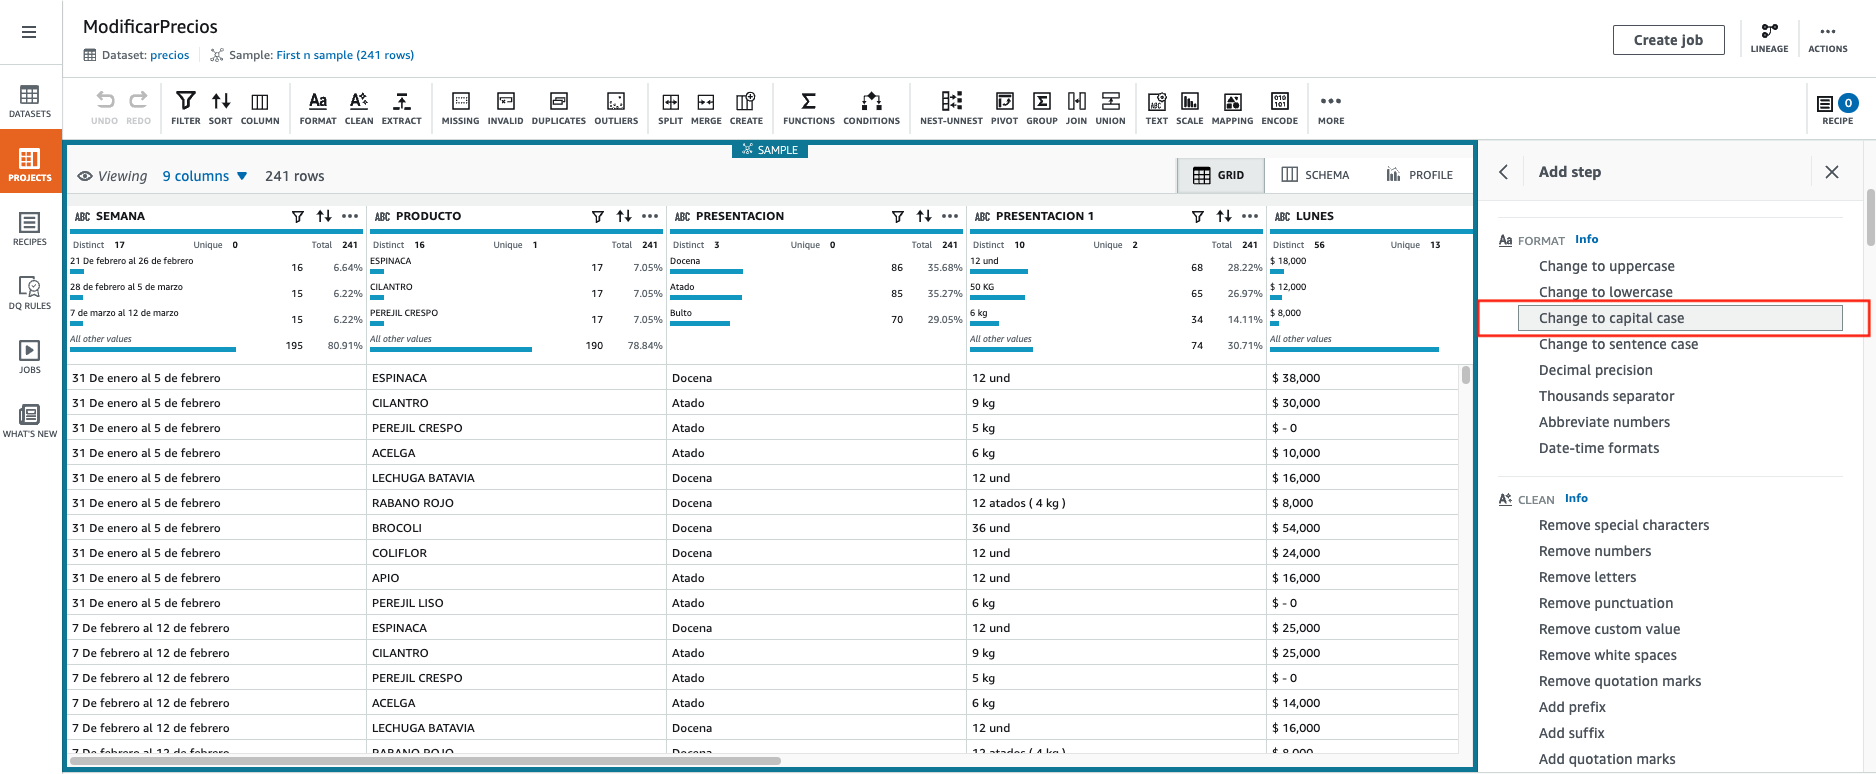 ModificarPrecios
Dataset: precios
Sample: First n sample (241 rows)
Create job
LINEAGE
ACTIONS
DATASETS
PROJECTS
RECIPES
DQ RULES
JOBS
WHAT'S NEW
UNDO REDO FILTER SORT COLUMN FORMAT CLEAN EXTRACT MISSING INVALID DUPLICATES OUTLIERS SPLIT MERGE CREATE FUNCTIONS CONDITIONS NEST-UNNEST PIVOT GROUP JOIN UNION TEXT SCALE MAPPING ENCODE MORE
0
RECIPE
SAMPLE
Viewing 9 columns 241 rows
GRID SCHEMA PROFILE
ABC SEMANA ABC PRODUCTO ABC PRESENTACION ABC PRESENTACION 1 ABC LUNES
Distinct 17 Unique 0 Total 241 Distinct 16 Unique 1 Total 241 Distinct 3 Unique 0 Total 241 Distinct 10 Unique 2 Total 241 Distinct 56 Unique 13
21 De febrero al 26 de febrero 16 6.64% ESPINACA 17 7.05% Docena 86 35.68% 12 und 68 28.22% $ 18,000
28 de febrero al 5 de marzo 15 6.22% CILANTRO 17 7.05% Atado 85 35.27% 50 KG 65 26.97% $ 12,000
7 de marzo al 12 de marzo 15 6.22% PEREJIL CRESPO 17 7.05% Bulto 70 29.05% 6 kg 34 14.11% $ 8,000
All other values 195 80.91% All other values 190 78.84% All other values 74 30.71% All other values
31 De enero al 5 de febrero ESPINACA Docena 12 und $ 38,000
31 De enero al 5 de febrero CILANTRO Atado 9 kg $ 30,000
31 De enero al 5 de febrero PEREJIL CRESPO Atado 5 kg $ - 0
31 De enero al 5 de febrero ACELGA Atado 6 kg $ 10,000
31 De enero al 5 de febrero LECHUGA BATAVIA Docena 12 und $ 16,000
31 De enero al 5 de febrero RABANO ROJO Docena 12 atados ( 4 kg ) $ 8,000
31 De enero al 5 de febrero BROCOLI Docena 36 und $ 54,000
31 De enero al 5 de febrero COLIFLOR Docena 12 und $ 24,000
31 De enero al 5 de febrero APIO Atado 12 und $ 16,000
31 De enero al 5 de febrero PEREJIL LISO Atado 6 kg $ - 0
7 De febrero al 12 de febrero ESPINACA Docena 12 und $ 25,000
7 De febrero al 12 de febrero CILANTRO Atado 9 kg $ 25,000
7 De febrero al 12 de febrero PEREJIL CRESPO Atado 5 kg $ - 0
7 De febrero al 12 de febrero ACELGA Atado 6 kg $ 14,000
7 De febrero al 12 de febrero LECHUGA BATAVIA Docena 12 und $ 16,000
7 De febrero al 12 de febrero RABANO ROJO Docena 12 atados ( 4 kg ) $ 8,000
Add step
Aa FORMAT Info
Change to uppercase
Change to lowercase
Change to capital case
Change to sentence case
Decimal precision
Thousands separator
Abbreviate numbers
Date-time formats
CLEAN Info
Remove special characters
Remove numbers
Remove letters
Remove punctuation
Remove custom value
Remove white spaces
Remove quotation marks
Add prefix
Add suffix
Add quotation marks